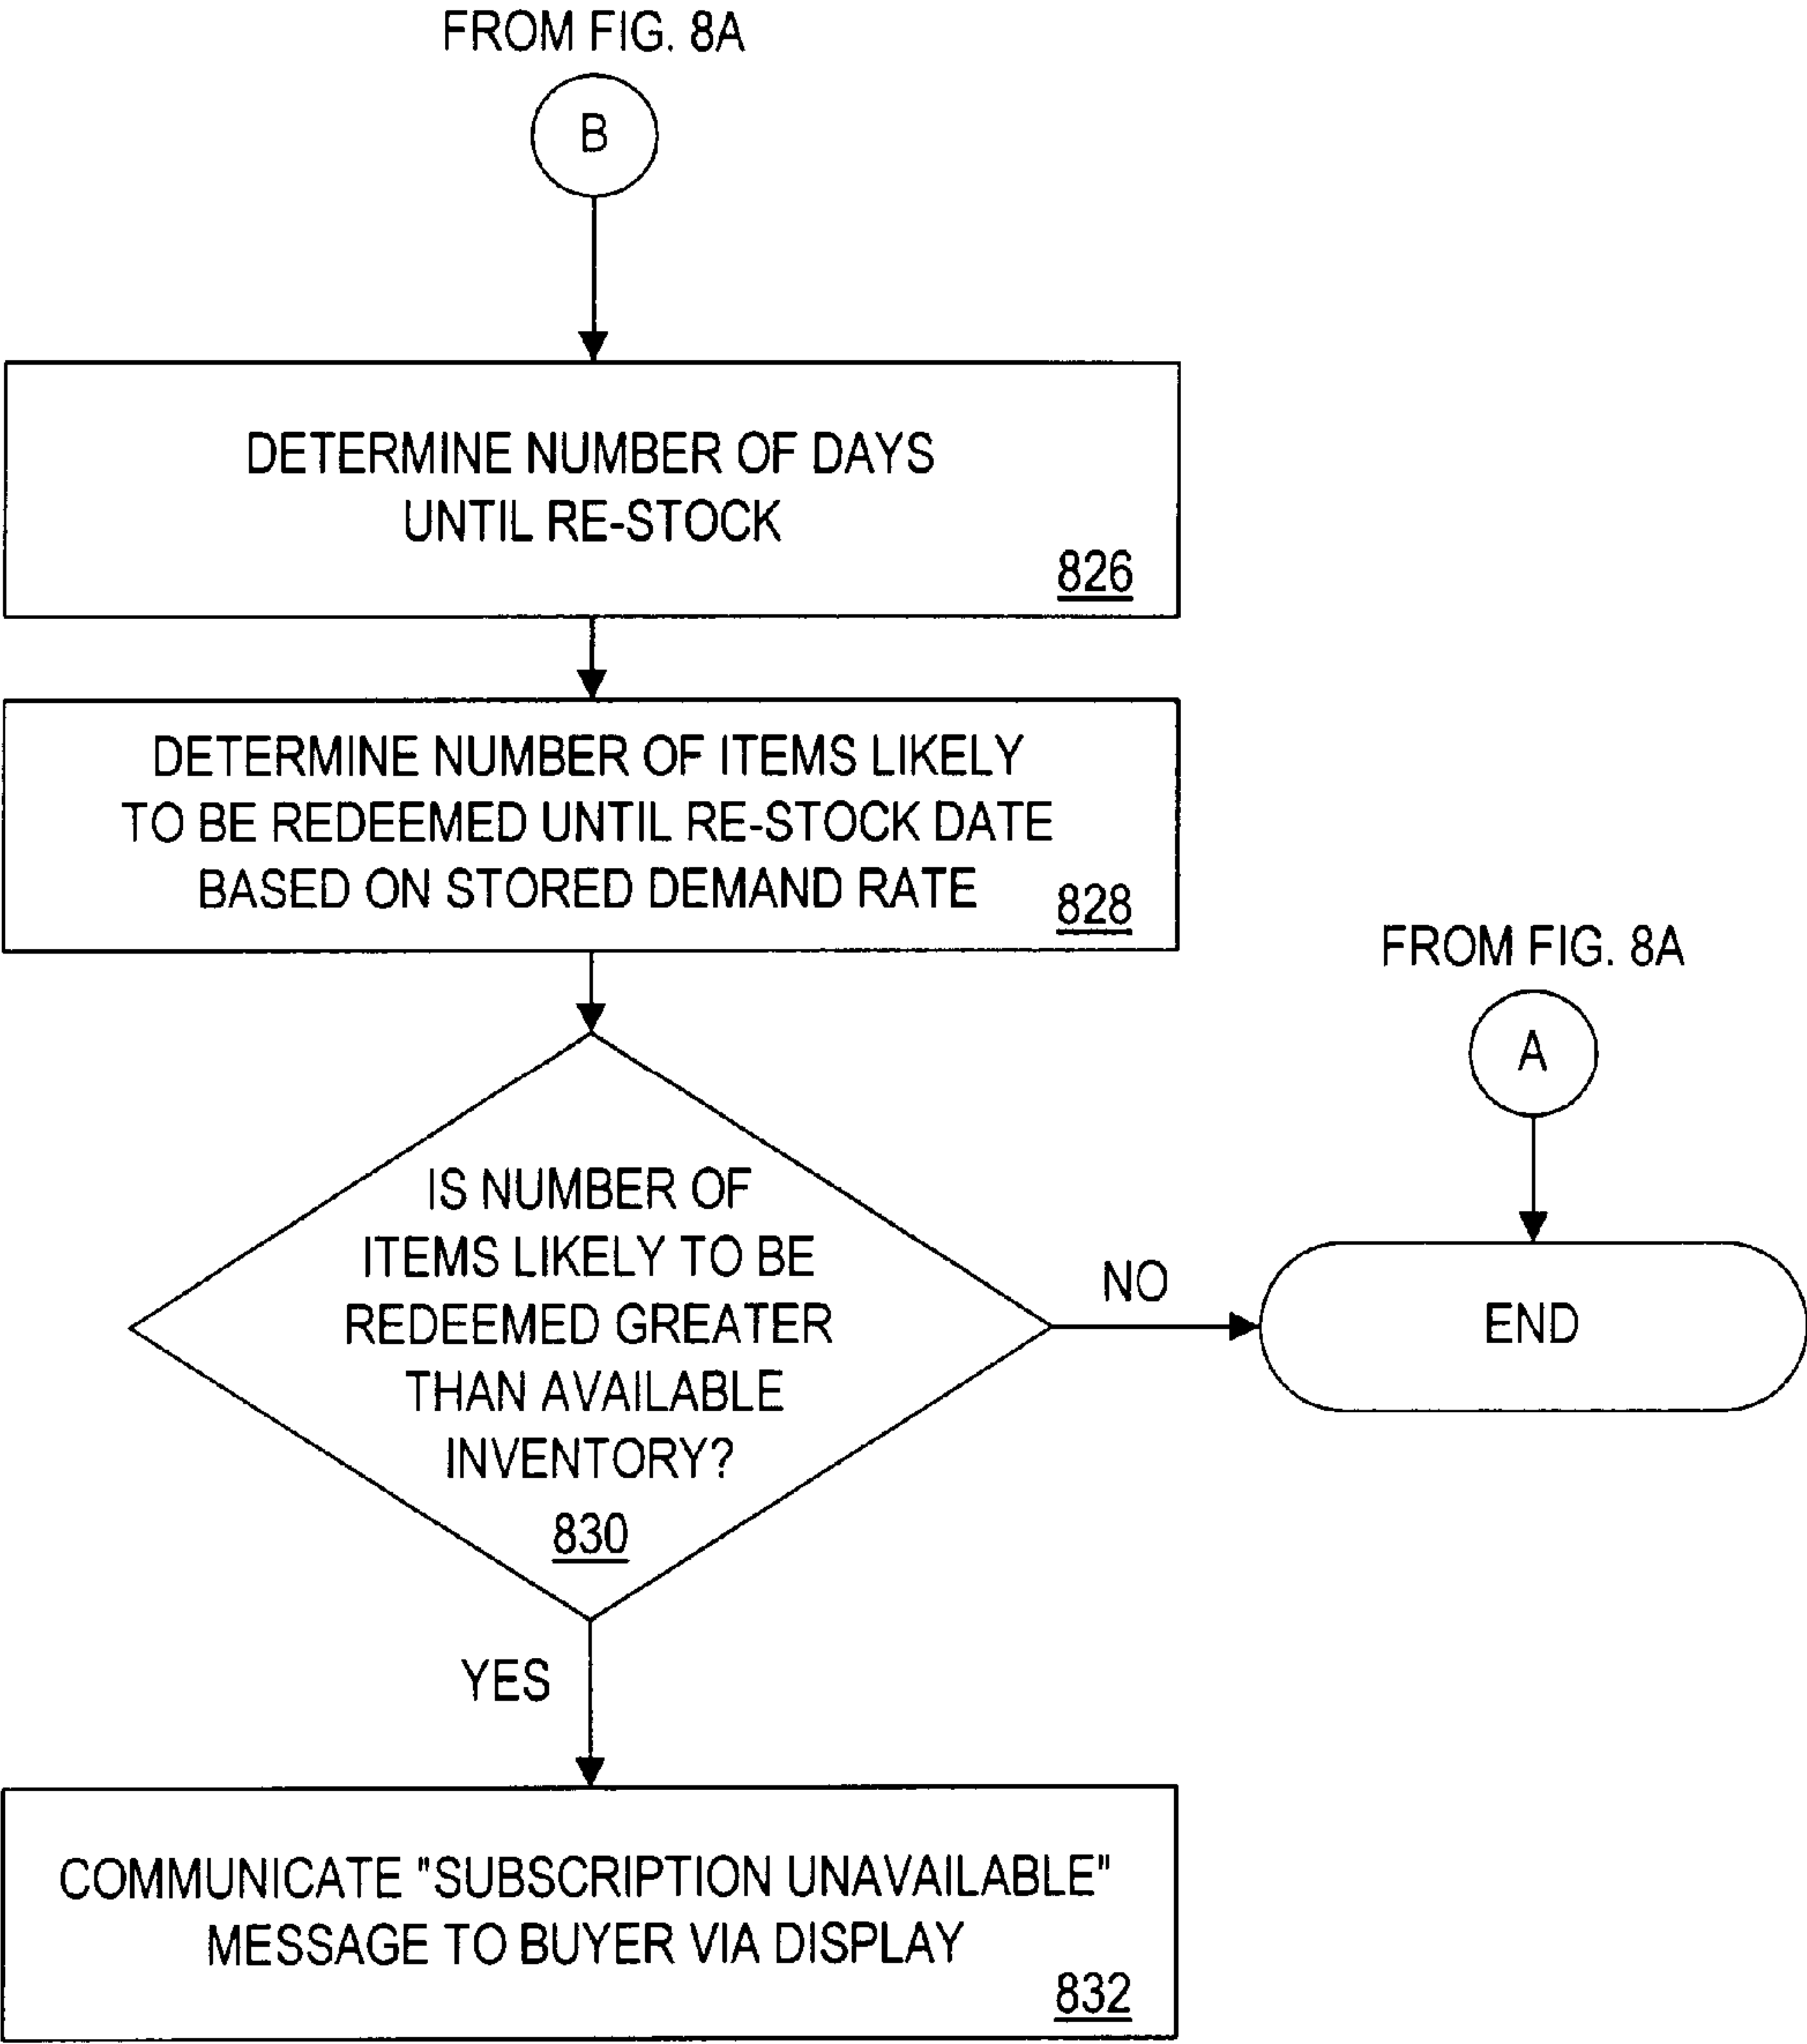 FROM FIG. 8A
B
DETERMINE NUMBER OF DAYS
UNTIL RE-STOCK
826
DETERMINE NUMBER OF ITEMS LIKELY
TO BE REDEEMED UNTIL RE-STOCK DATE
BASED ON STORED DEMAND RATE
828
FROM FIG. 8A
A
IS NUMBER OF
ITEMS LIKELY TO BE
REDEEMED GREATER
THAN AVAILABLE
INVENTORY?
830
NO
END
YES
COMMUNICATE "SUBSCRIPTION UNAVAILABLE"
MESSAGE TO BUYER VIA DISPLAY
832